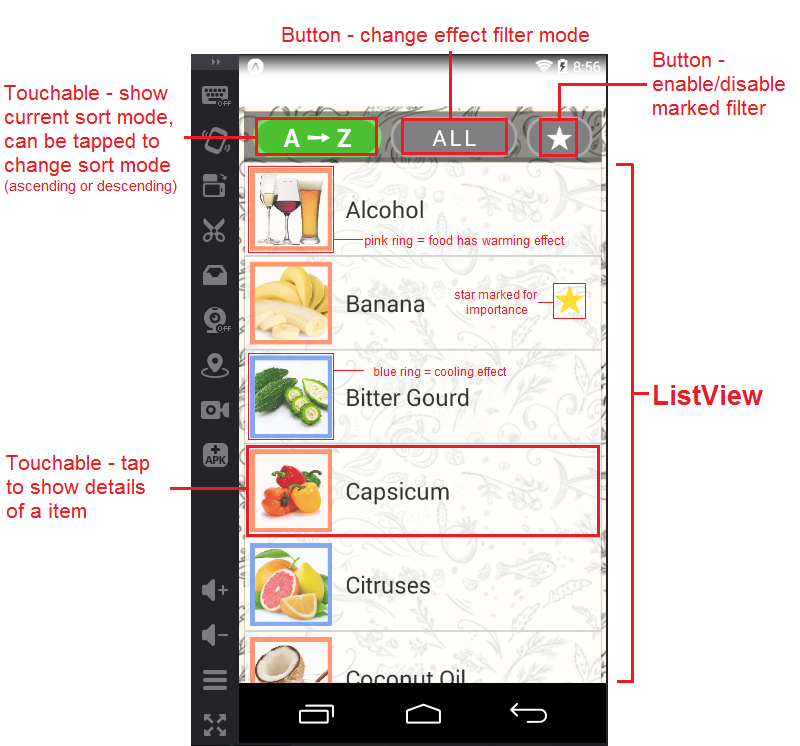 Button - change effect filter mode
Button -
enable/disable
marked filter
Touchable - show
current sort mode,
can be tapped to
change sort mode
(ascending or descending)
8:56
OFF
A → Z
ALL
Alcohol
pink ring = food has warming effect
Banana
star marked for
importance
OFF
blue ring = cooling effect
Bitter Gourd
ListView
APK
Touchable - tap
to show details
of a item
Capsicum
Citruses
Coconut Oil